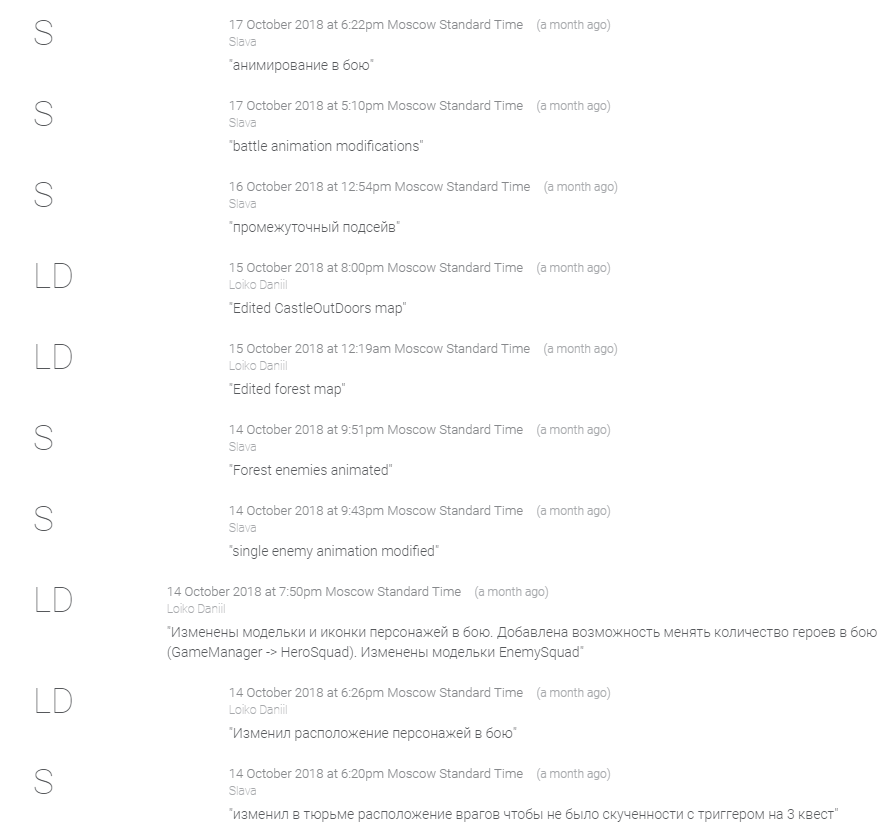 S
17 October 2018 at 6:22pm Moscow Standard Time (a month ago)
Slava
"анимирование в бою"
S
17 October 2018 at 5:10pm Moscow Standard Time (a month ago)
Slava
"battle animation modifications"
S
16 October 2018 at 12:54pm Moscow Standard Time (a month ago)
Slava
"промежуточный подсейв"
LD
15 October 2018 at 8:00pm Moscow Standard Time (a month ago)
Loiko Daniil
"Edited CastleOutDoors map"
LD
15 October 2018 at 12:19am Moscow Standard Time (a month ago)
Loiko Daniil
"Edited forest map"
S
14 October 2018 at 9:51pm Moscow Standard Time (a month ago)
Slava
"Forest enemies animated"
S
14 October 2018 at 9:43pm Moscow Standard Time (a month ago)
Slava
"single enemy animation modified"
LD
14 October 2018 at 7:50pm Moscow Standard Time (a month ago)
Loiko Daniil
"Изменены модельки и иконки персонажей в бою. Добавлена возможность менять количество героев в бою
(GameManager -> HeroSquad). Изменены модельки EnemySquad"
LD
14 October 2018 at 6:26pm Moscow Standard Time (a month ago)
Loiko Daniil
"Изменил расположение персонажей в бою"
S
14 October 2018 at 6:20pm Moscow Standard Time (a month ago)
Slava
"изменил в тюрьме расположение врагов чтобы не было скученности с триггером на 3 квест"